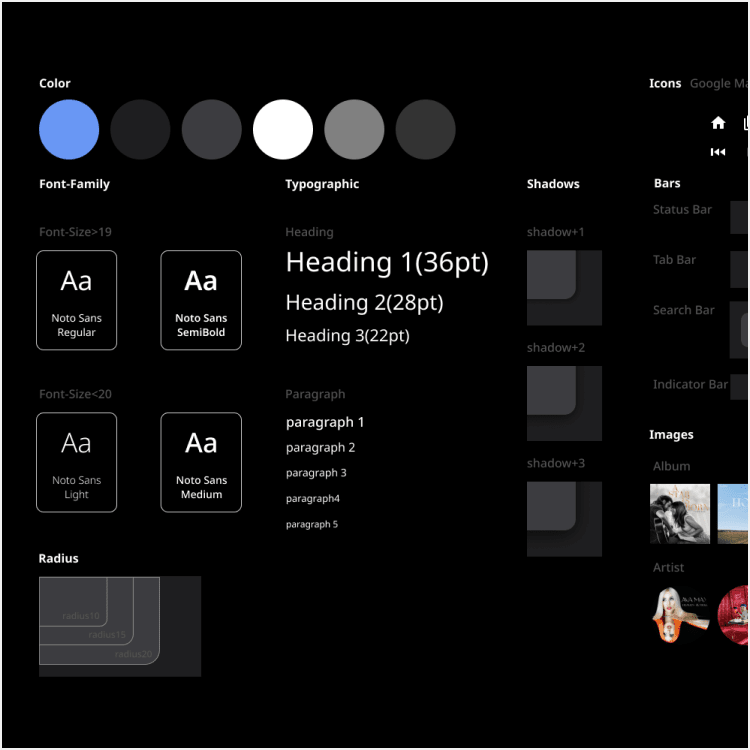 Color
Icons Google
Font-Family
Typographic
Shadows
Bars
Status Bar
Font-Size>19
Heading
shadow+1
Aa
Noto Sans
Regular
Aa
Noto Sans
SemiBold
Heading 1(36pt)
Heading 2(28pt)
Heading 3(22pt)
Tab Bar
Search Bar
shadow+2
Indicator Bar
Font-Size<20
Paragraph
Aa
Noto Sans
Light
Aa
Noto Sans
Medium
paragraph 1
paragraph 2
paragraph 3
paragraph4
paragraph 5
shadow+3
Images
Album
Artist
Radius
radius10
radius15
radius20